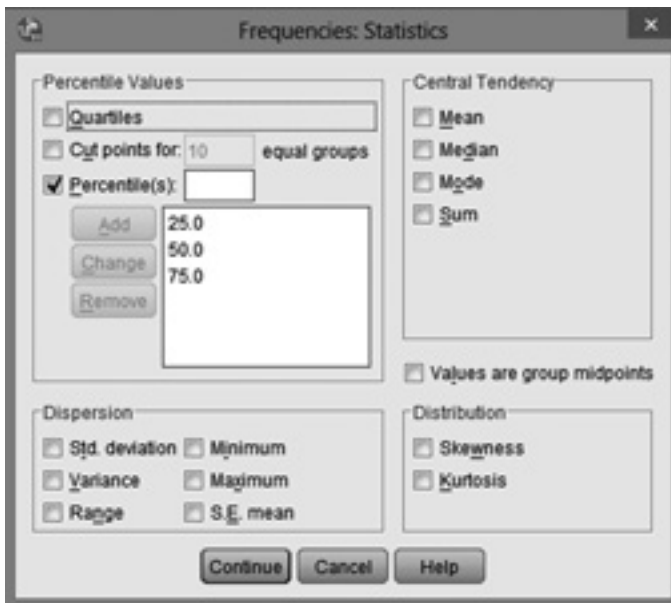 Frequencies: Statistics
Percentile Values
Quartiles
Cut points for: 10 equal groups
Percentile(s):
Add
Change
Remove
25.0
50.0
75.0
Central Tendency
Mean
Median
Mode
Sum
Values are group midpoints
Dispersion
Std. deviation Minimum
Variance Maximum
Range S.E. mean
Distribution
Skewness
Kurtosis
Continue Cancel Help